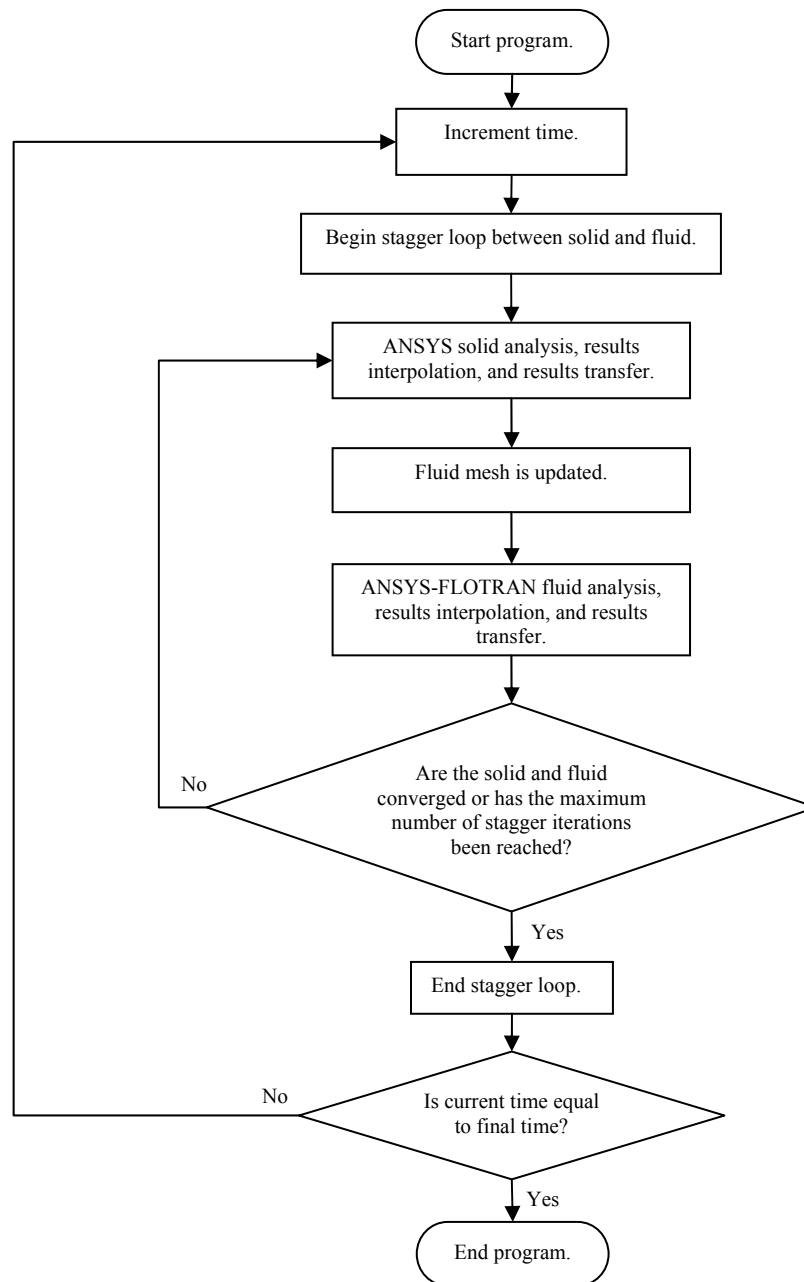 Start program.
Increment time.
Begin stagger loop between solid and fluid.
ANSYS solid analysis, results
interpolation, and results transfer.
Fluid mesh is updated.
ANSYS-FLOTRAN fluid analysis,
results interpolation, and results
transfer.
No
Are the solid and fluid
converged or has the maximum
number of stagger iterations
been reached?
Yes
End stagger loop.
No
Is current time equal
to final time?
Yes
End program.